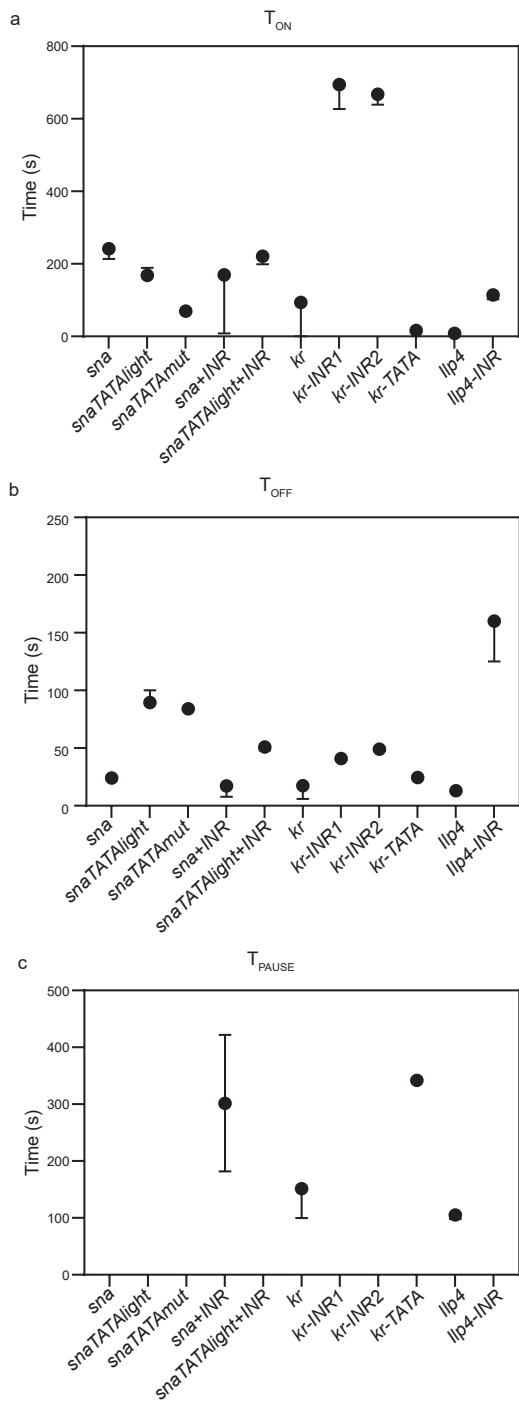 a
T_ON
Time (s)
800
600
400
200
0
sna
snaTATAlight
snaTATAmut
sna+INR
snaTATAlight+INR
kr
kr-INR1
kr-INR2
kr-TATA
Ilp4
Ilp4-INR
b
T_OFF
Time (s)
250
200
150
100
50
0
sna
snaTATAlight
snaTATAmut
sna+INR
snaTATAlight+INR
kr
kr-INR1
kr-INR2
kr-TATA
Ilp4
Ilp4-INR
c
T_PAUSE
Time (s)
500
400
300
200
100
0
sna
snaTATAlight
snaTATAmut
sna+INR
snaTATAlight+INR
kr
kr-INR1
kr-INR2
kr-TATA
Ilp4
Ilp4-INR